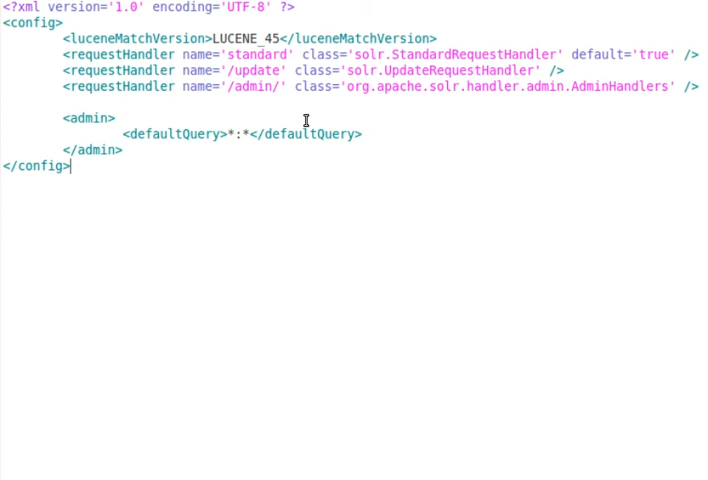 <?xml version='1.0' encoding='UTF-8' ?>
<config>
<luceneMatchVersion>LUCENE_45</luceneMatchVersion>
<requestHandler name='standard' class='solr.StandardRequestHandler' default='true' />
<requestHandler name='/update' class='solr.UpdateRequestHandler' />
<requestHandler name='/admin/' class='org.apache.solr.handler.admin.AdminHandlers' />
<admin>
<defaultQuery>*:*</defaultQuery>
</admin>
</config>